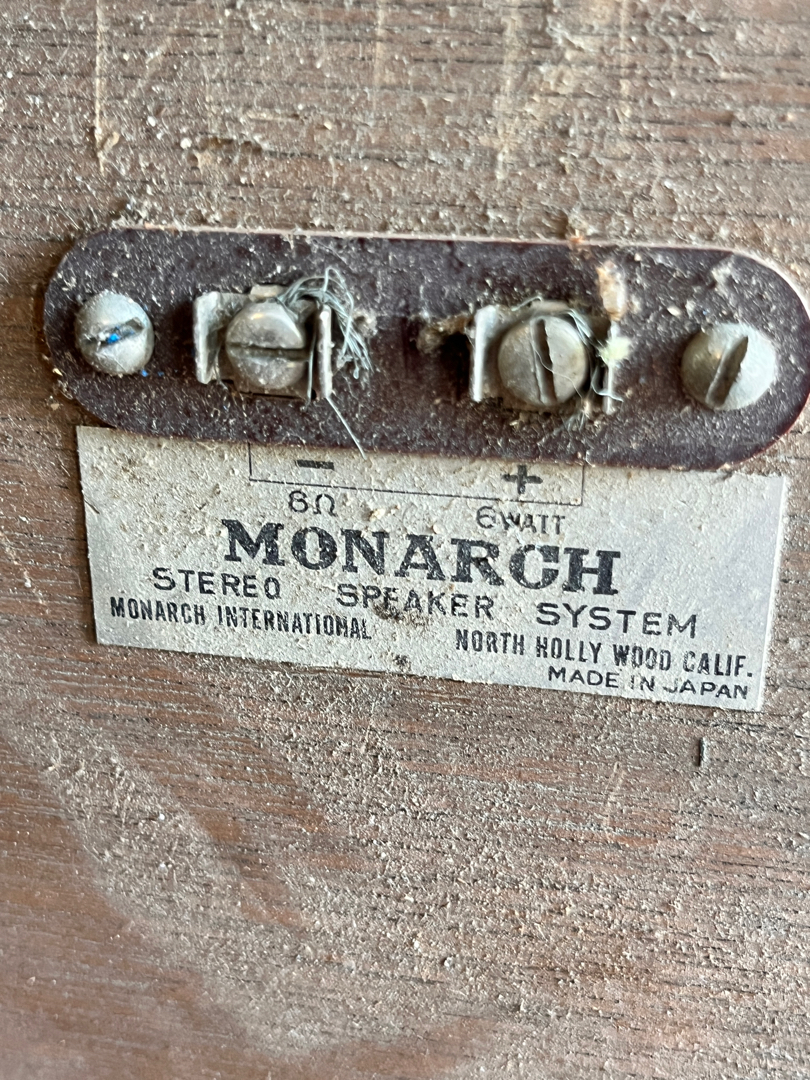 − +
8Ω 6WATT
MONARCH
STEREO SPEAKER SYSTEM
MONARCH INTERNATIONAL NORTH HOLLY WOOD CALIF.
MADE IN JAPAN